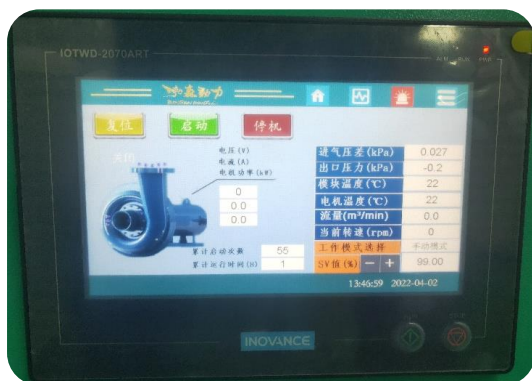 IOTWD-2070ART
复位
启动
停机
电压(V)
电流(A)
电机功率(kW)
0
0.0
0.0
累计启动次数 55
累计运行时间(H) 1
进气压差(kPa) 0.027
出口压力(kPa) -0.2
模块温度(℃) 22
电机温度(℃) 22
流量(m³/min) 0.0
当前转速(rpm) 0
工作模式选择 手动模式
SV值(%) − + 99.00
13:46:59 2022-04-02
INOVANCE